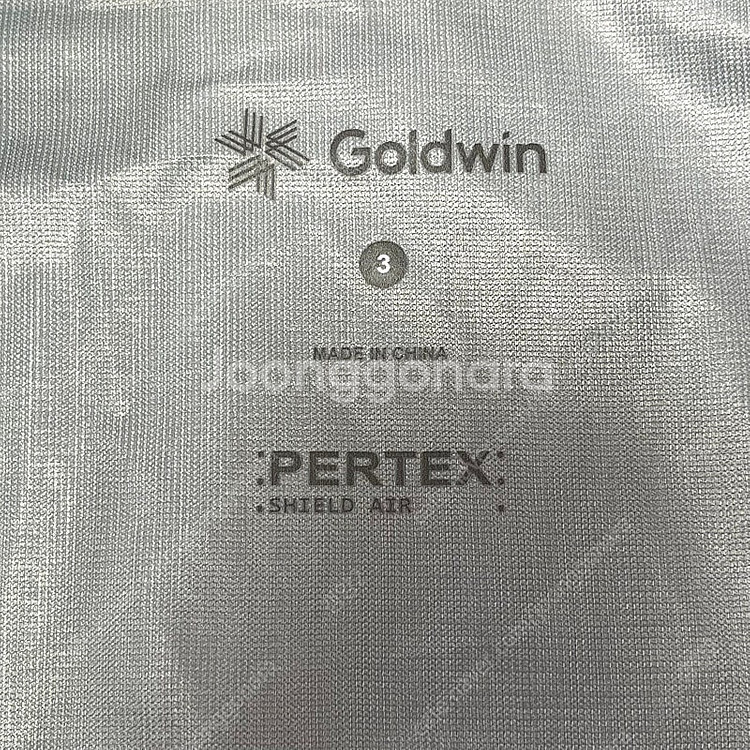 Goldwin
3
MADE IN CHINA
Joonggonara
:PERTEX:
SHIELD AIR